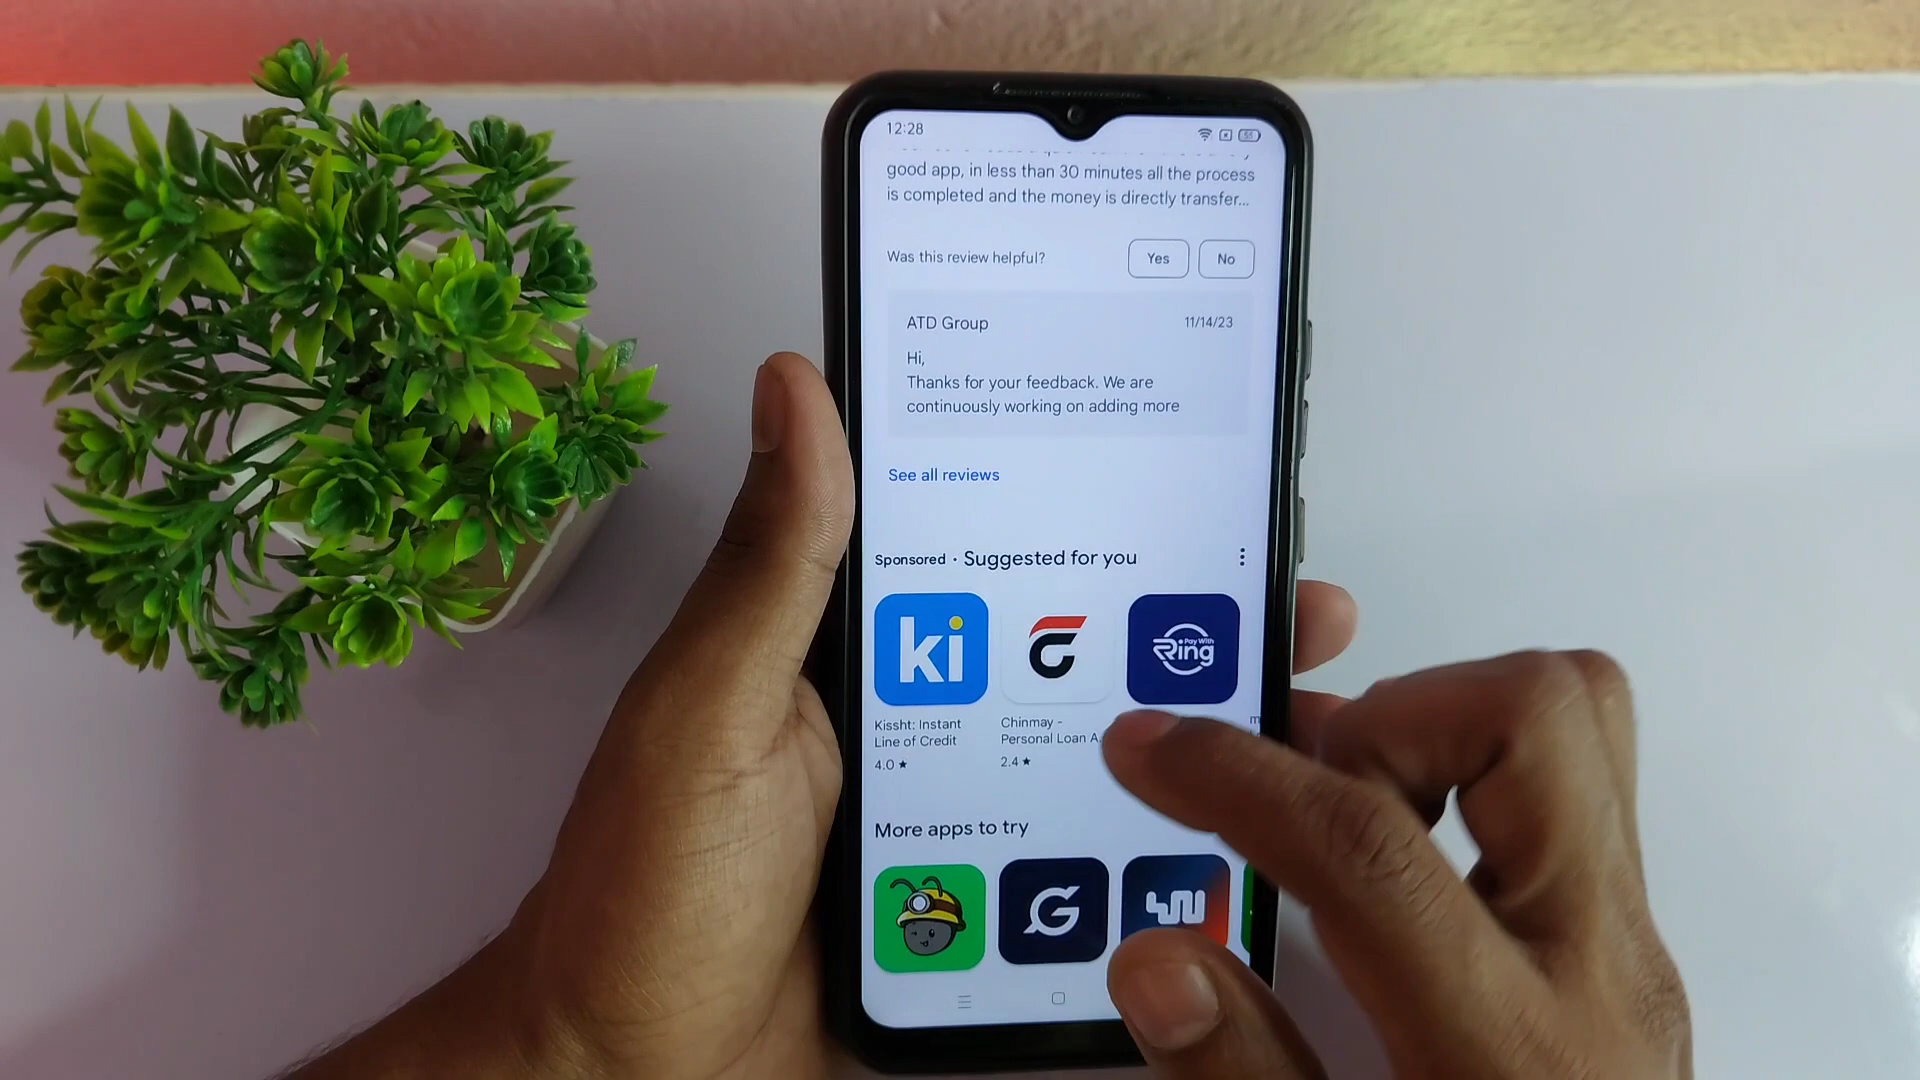 12:28
good app, in less than 30 minutes all the process
is completed and the money is directly transfer...
Was this review helpful?
Yes
No
ATD Group
11/14/23
Hi,
Thanks for your feedback. We are
continuously working on adding more
See all reviews
Sponsored · Suggested for you
ki
Pay With
Ring
Kissht: Instant
Line of Credit
4.0 ★
Chinmay -
Personal Loan A..
2.4 ★
More apps to try